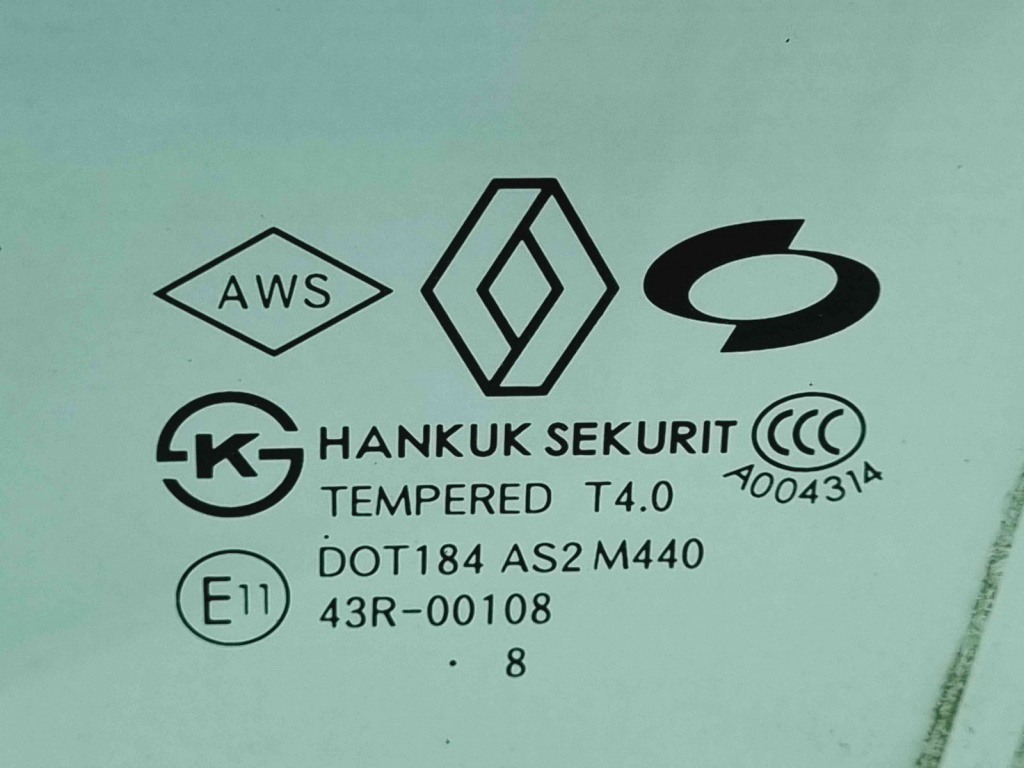 AWS
K
HANKUK SEKURIT
CCC
A004314
TEMPERED T4.0
E11
DOT184 AS2 M440
43R-00108
. 8